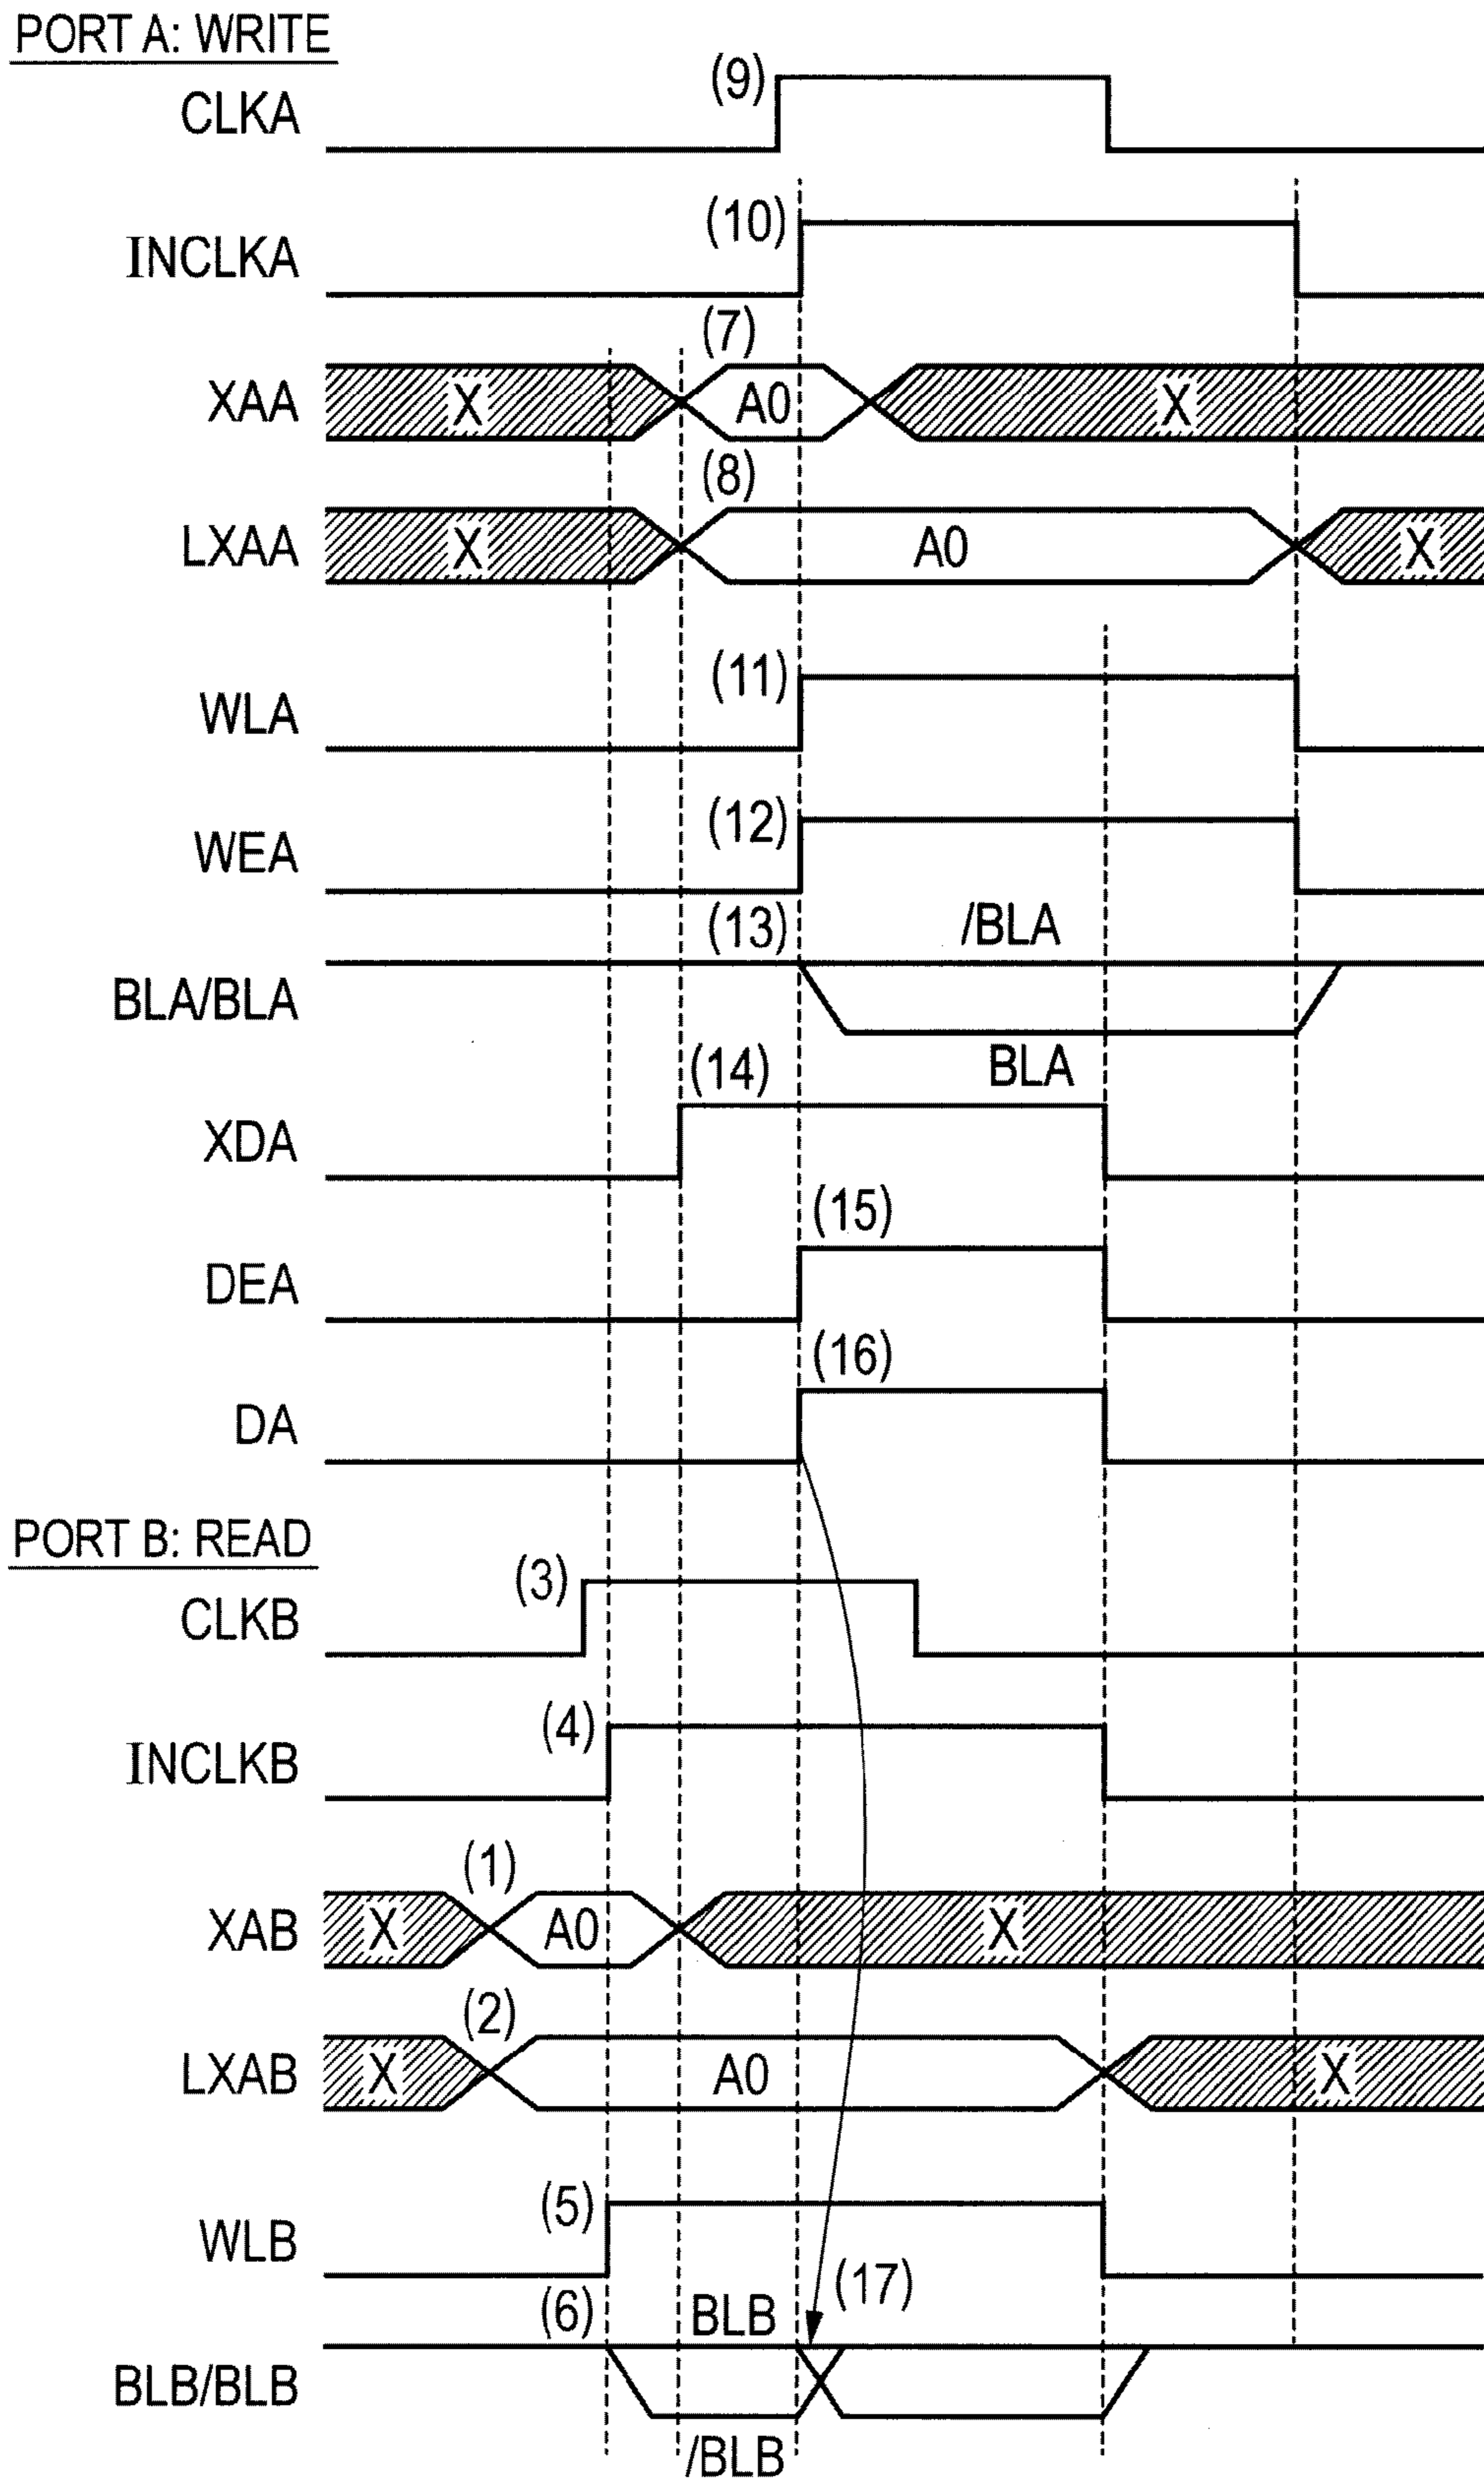 PORT A: WRITE
CLKA (9)
INCLKA (10)
(7)
XAA X A0 X
(8)
LXAA X A0 X
WLA (11)
WEA (12)
(13) /BLA
BLA/BLA
(14) BLA
XDA
(15)
DEA
(16)
DA
PORT B: READ
CLKB (3)
INCLKB (4)
(1)
XAB X A0 X
(2)
LXAB X A0 X
WLB (5)
(17)
(6) BLB
BLB/BLB
/BLB